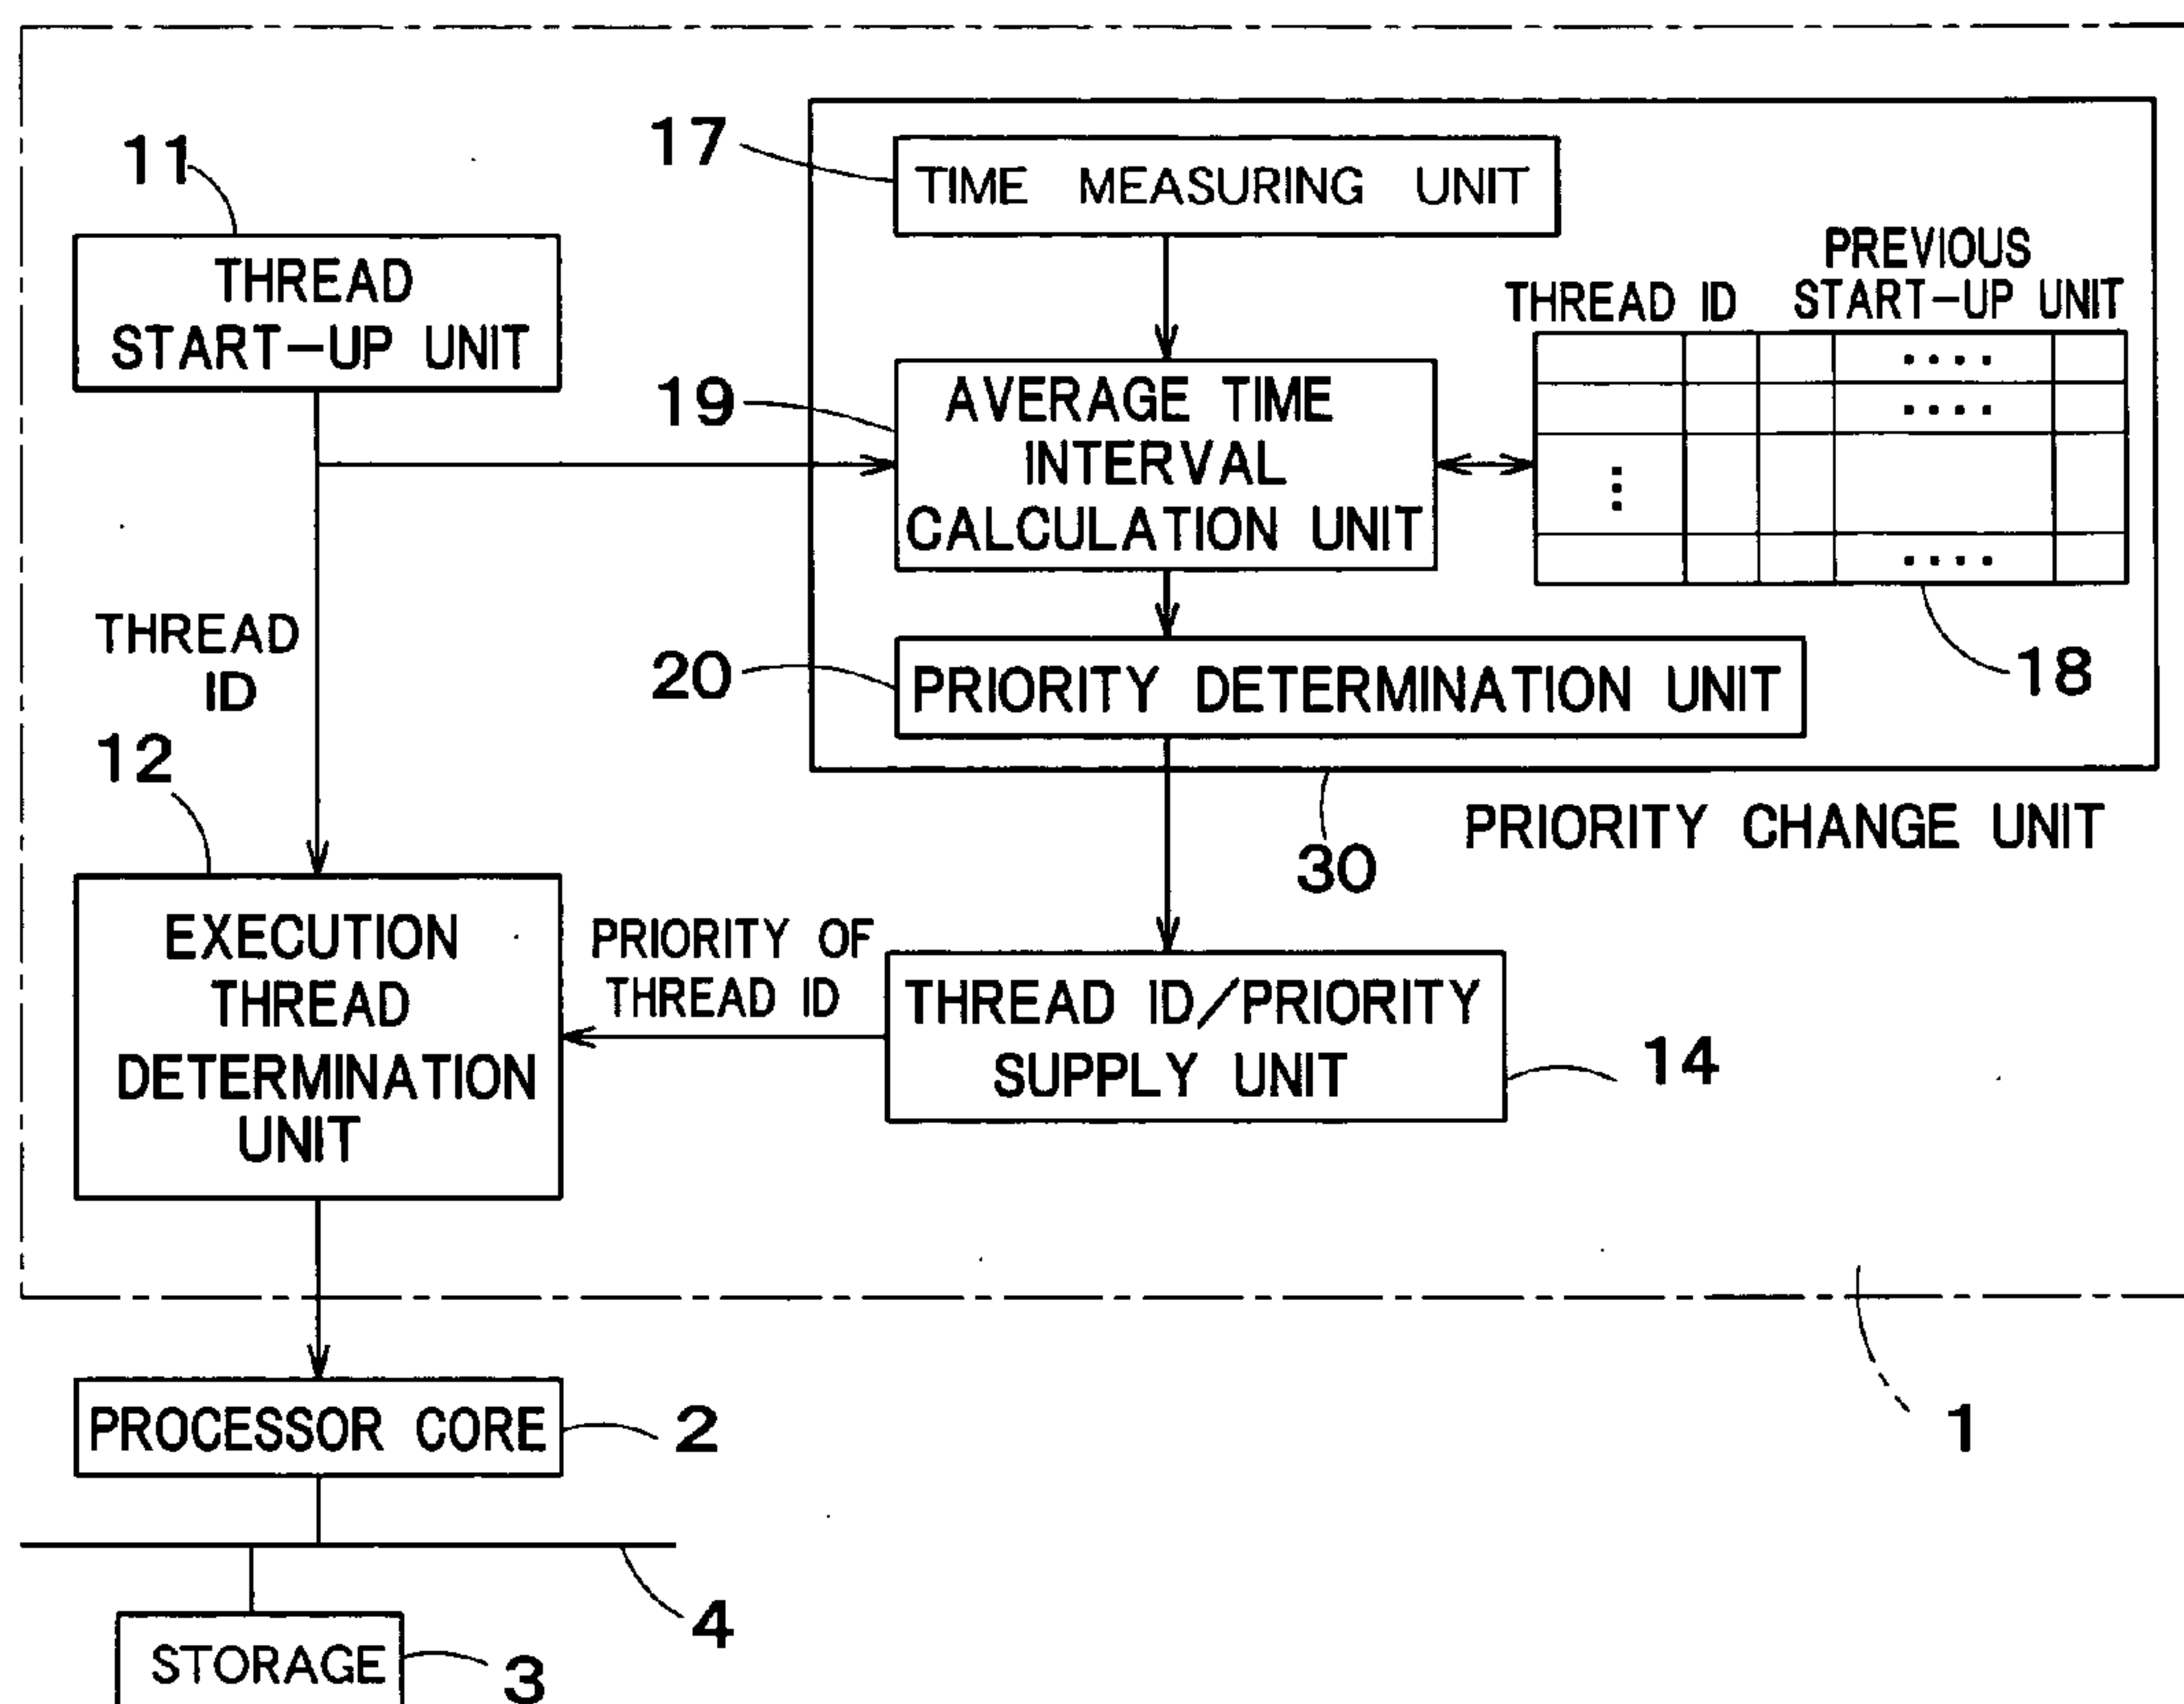 17
TIME MEASURING UNIT
11
THREAD
START-UP UNIT
PREVIOUS
THREAD ID START-UP UNIT
....
....
⋮
....
19
AVERAGE TIME
INTERVAL
CALCULATION UNIT
18
20
PRIORITY DETERMINATION UNIT
THREAD
ID
12
30
PRIORITY CHANGE UNIT
EXECUTION
THREAD
DETERMINATION
UNIT
PRIORITY OF
THREAD ID
THREAD ID/PRIORITY
SUPPLY UNIT
14
1
PROCESSOR CORE
2
4
STORAGE
3